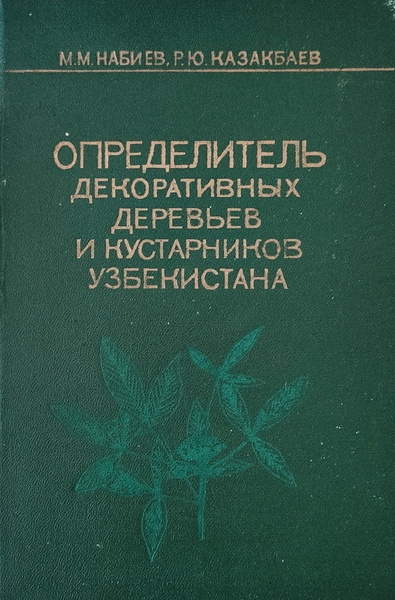 М. М. НАБИЕВ, Р. Ю. КАЗАКБАЕВ
ОПРЕДЕЛИТЕЛЬ
ДЕКОРАТИВНЫХ
ДЕРЕВЬЕВ
И КУСТАРНИКОВ
УЗБЕКИСТАНА